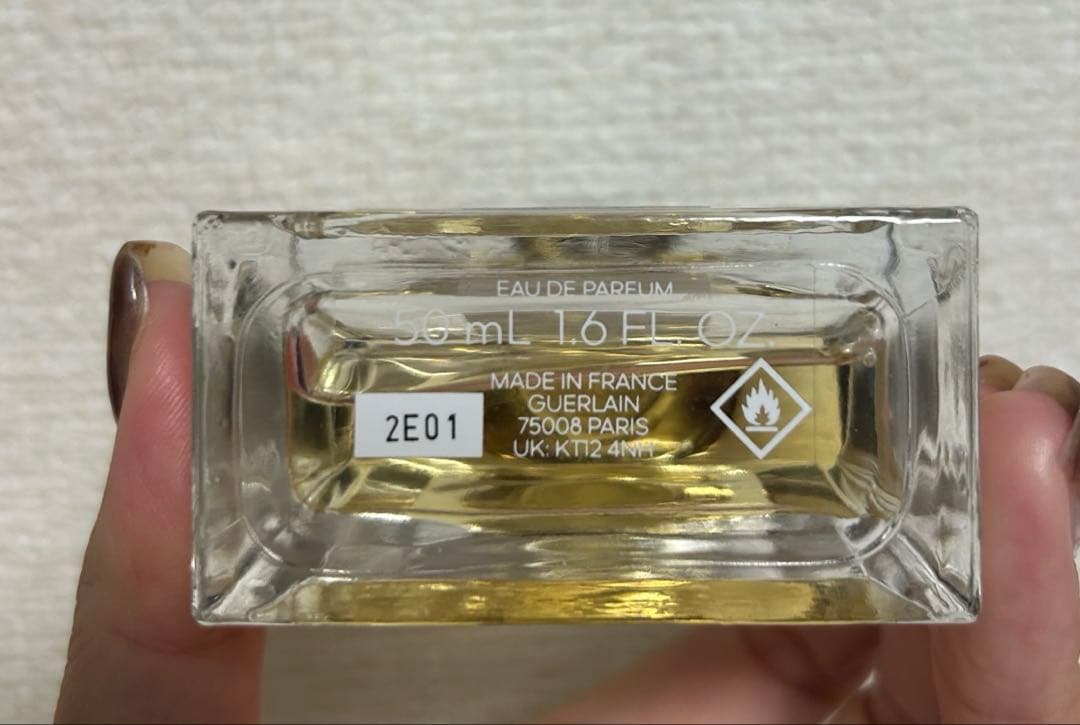 EAU DE PARFUM
50 mL 1.6 FL. OZ.
MADE IN FRANCE
GUERLAIN
75008 PARIS
UK: KT12 4NH
2E01